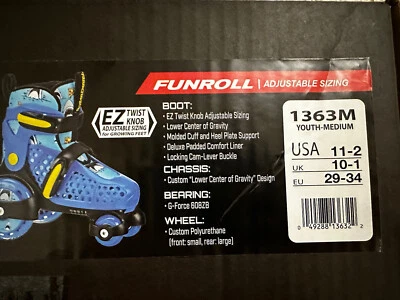 FUNROLL | ADJUSTABLE SIZING
EZ TWIST
KNOB
ADJUSTABLE SIZING
for GROWING FEET
BOOT:
• EZ Twist Knob Adjustable Sizing
• Lower Center of Gravity
• Molded Cuff and Heel Plate Support
• Deluxe Padded Comfort Liner
• Locking Cam-Lever Buckle
CHASSIS:
• Custom "Lower Center of Gravity" Design
BEARING:
• G-Force 608ZB
WHEEL:
• Custom Polyurethane
(front: small, rear: large)
1363M
YOUTH-MEDIUM
USA 11-2
UK 10-1
EU 29-34
0 49288 13632 2